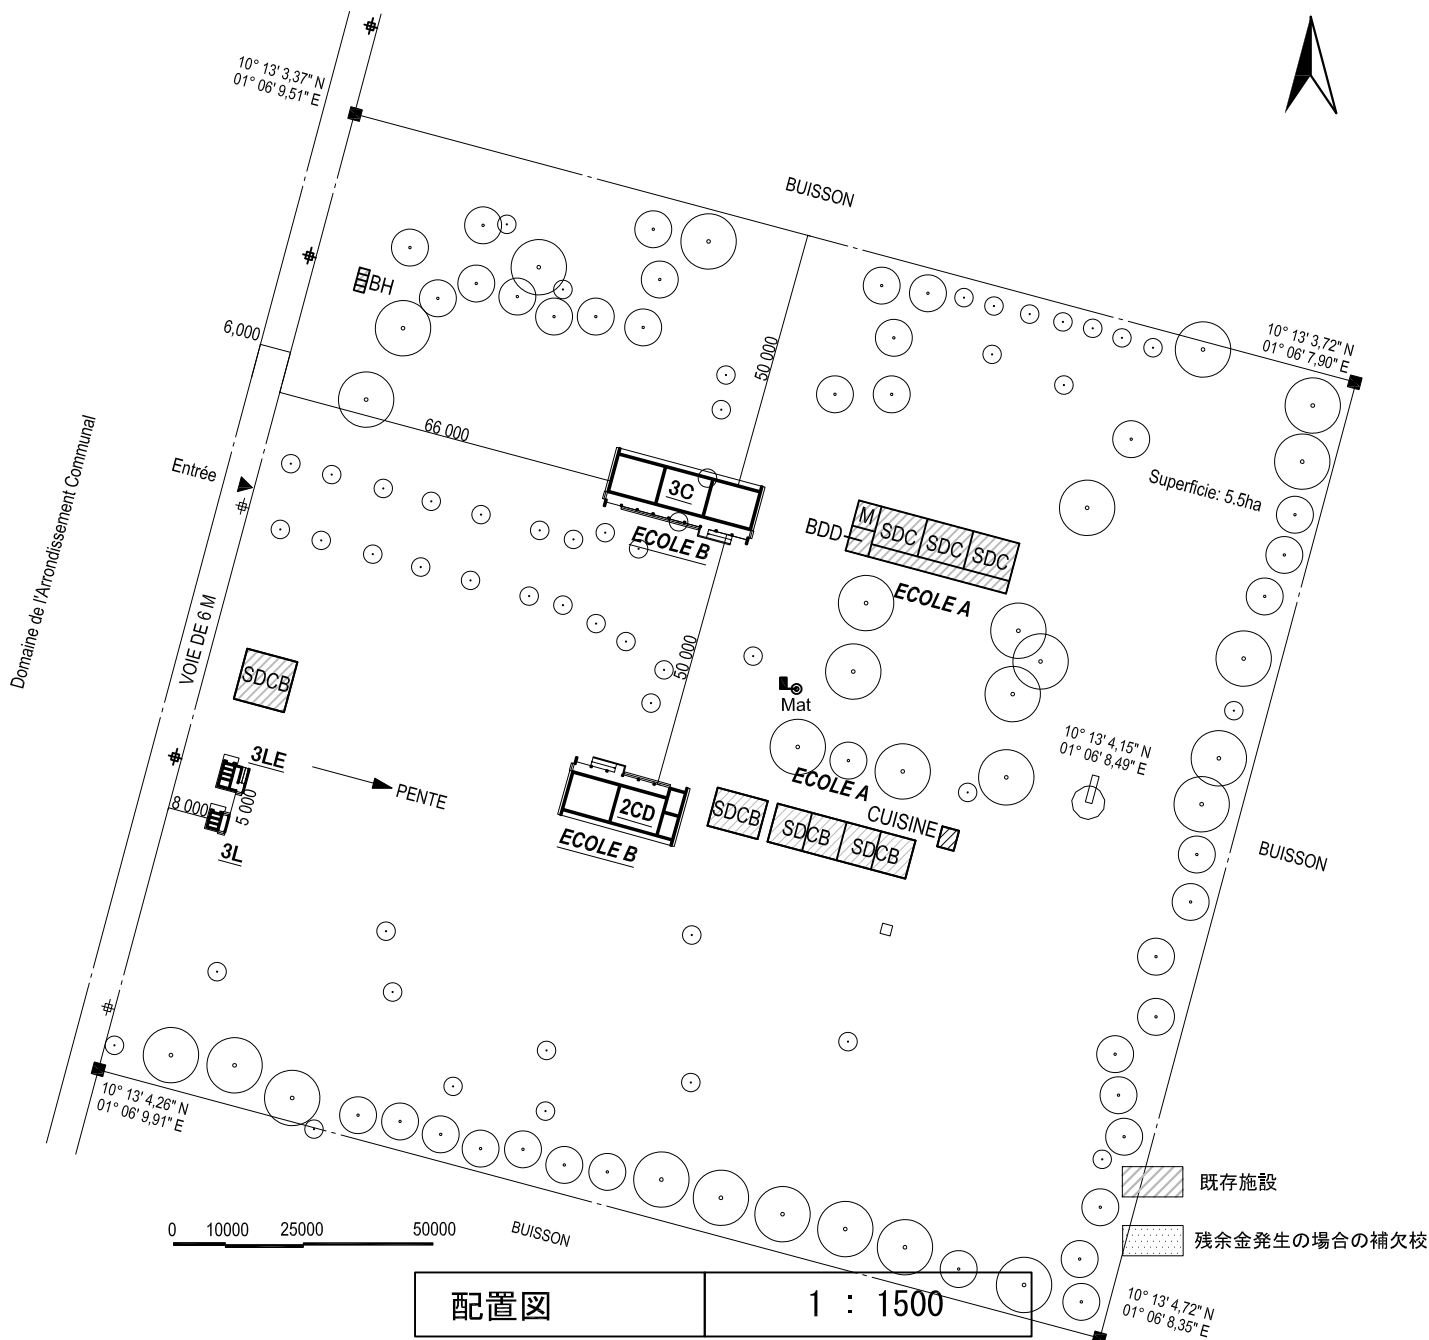 10° 13' 3,37" N
01° 06' 9,51" E
BUISSON
BH
6,000
50 000
10° 13' 3,72" N
01° 06' 7,90" E
66 000
Domaine de l'Arrondissement Communal
Entrée
3C
Superficie: 5.5ha
M
BDD
SDC
SDC
SDC
ECOLE B
ECOLE A
VOIE DE 6 M
50 000
SDCB
Mat
10° 13' 4,15" N
01° 06' 8,49" E
3LE
PENTE
ECOLE A
8 000
5 000
2CD
SDCB
SDCB
SDCB
CUISINE
3L
ECOLE B
BUISSON
10° 13' 4,26" N
01° 06' 9,91" E
既存施設
0 10000 25000 50000
BUISSON
残余金発生の場合の補欠校
配置図
1 : 1500
10° 13' 4,72" N
01° 06' 8,35" E